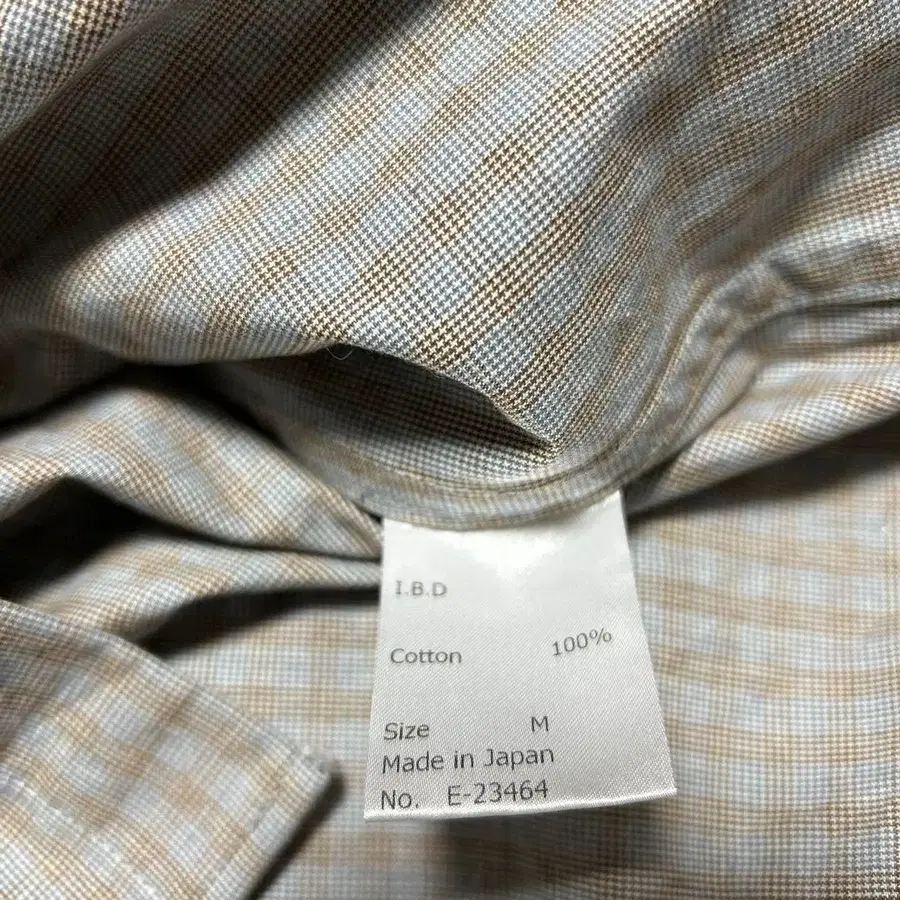 I.B.D
Cotton 100%
Size M
Made in Japan
No. E-23464